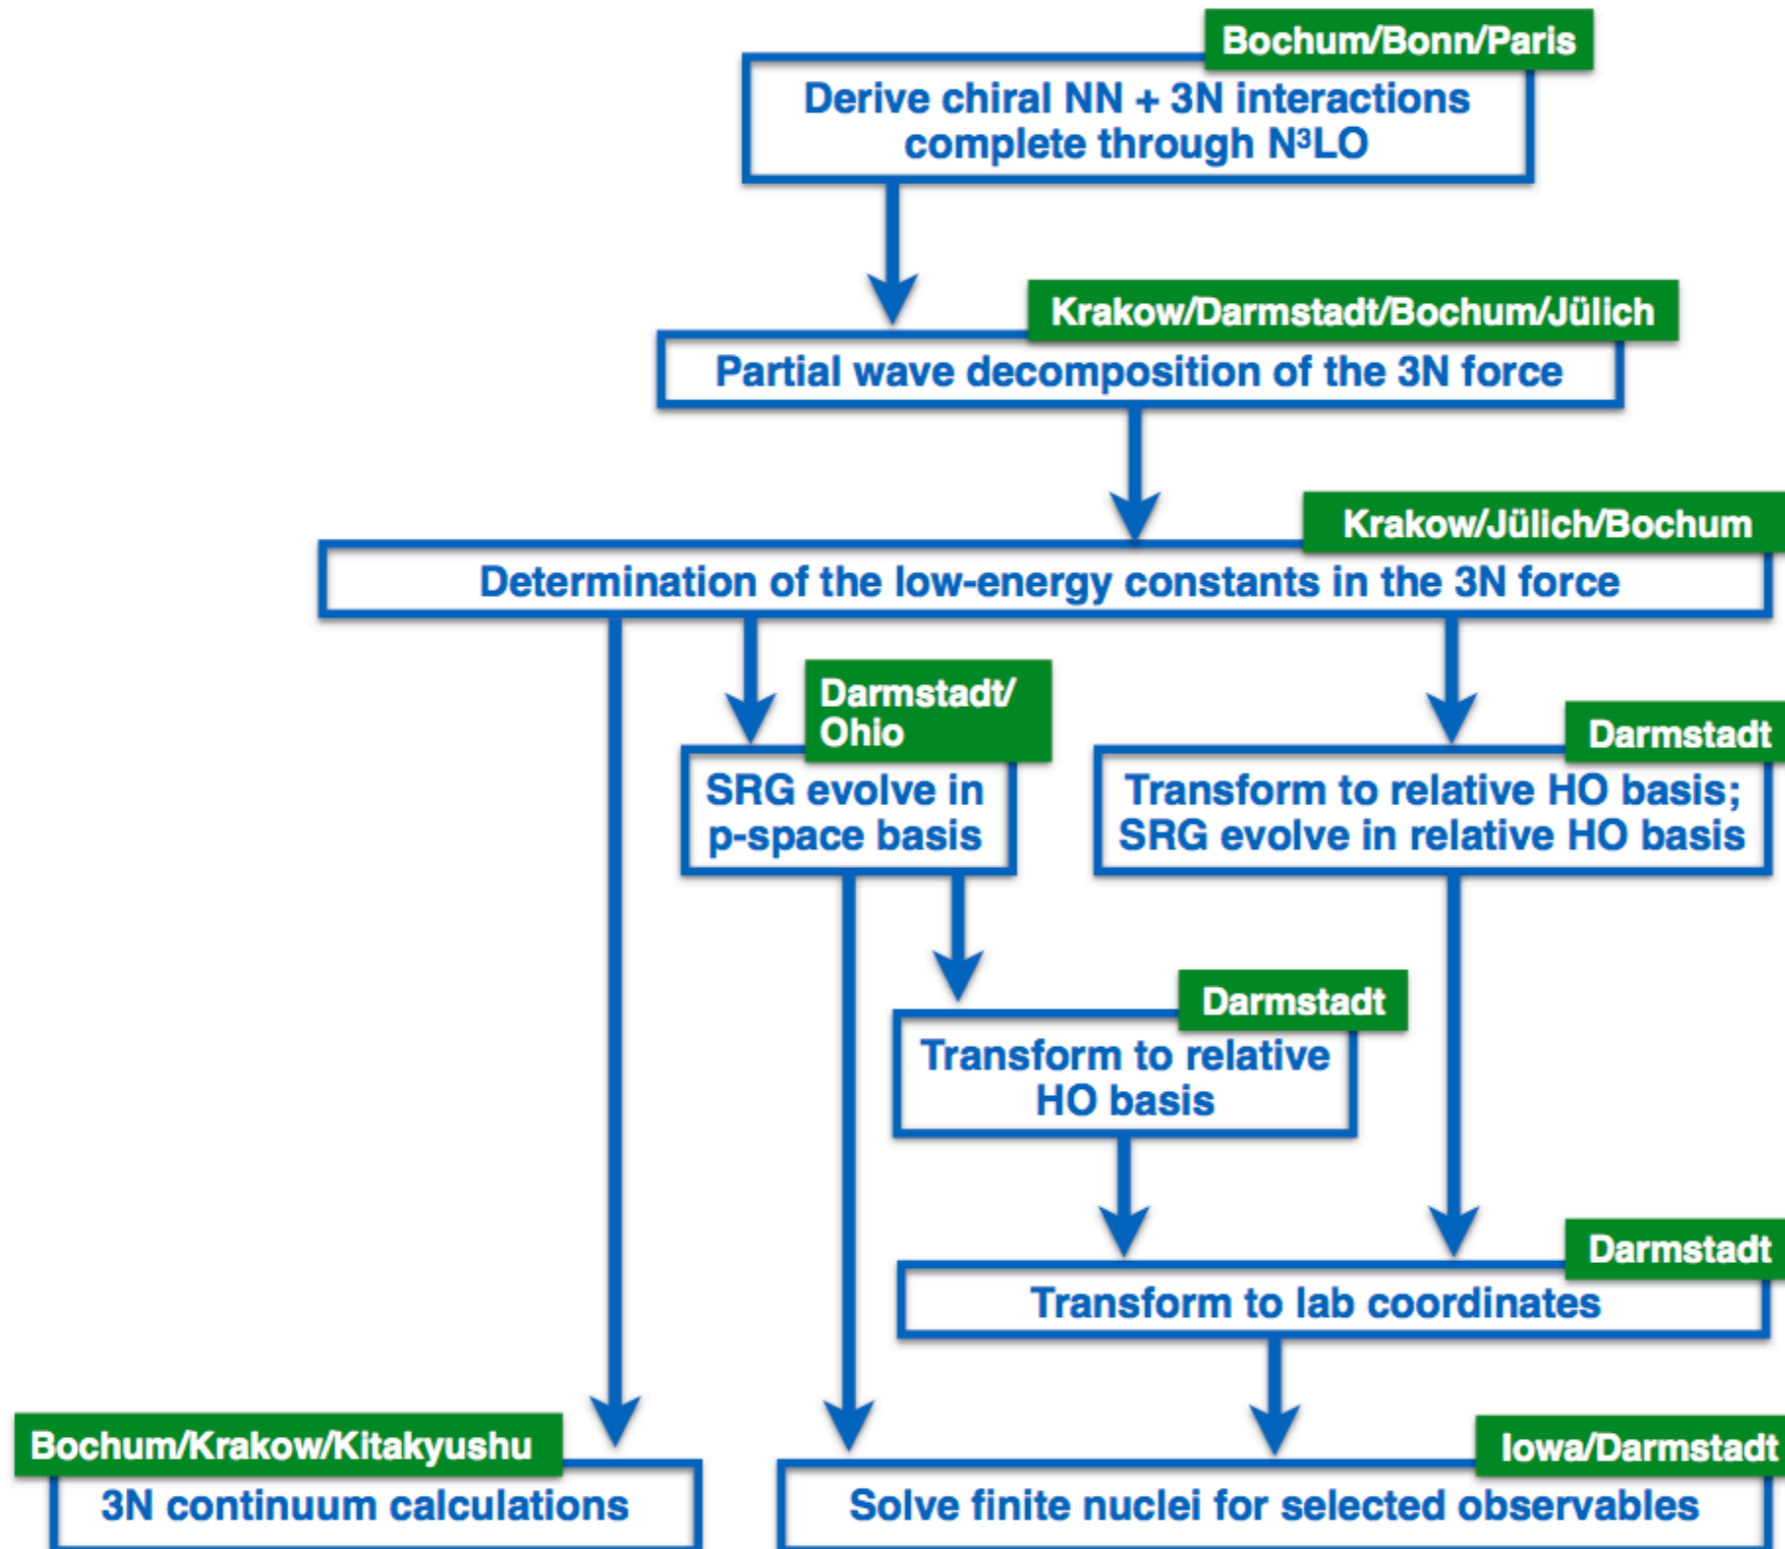 Bochum/Bonn/Paris
Derive chiral NN + 3N interactions
complete through N³LO
Krakow/Darmstadt/Bochum/Jülich
Partial wave decomposition of the 3N force
Krakow/Jülich/Bochum
Determination of the low-energy constants in the 3N force
Darmstadt/
Ohio
SRG evolve in
p-space basis
Darmstadt
Transform to relative HO basis;
SRG evolve in relative HO basis
Darmstadt
Transform to relative
HO basis
Darmstadt
Transform to lab coordinates
Bochum/Krakow/Kitakyushu
3N continuum calculations
Iowa/Darmstadt
Solve finite nuclei for selected observables